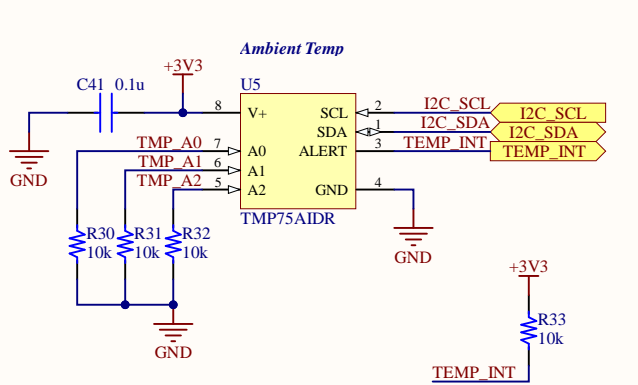 Ambient Temp
+3V3
C41 0.1u
U5
8 V+
SCL 2 I2C_SCL I2C_SCL
SDA 1 I2C_SDA I2C_SDA
TMP_A0 7 A0
ALERT 3 TEMP_INT TEMP_INT
TMP_A1 6 A1
TMP_A2 5 A2
GND 4
GND
TMP75AIDR
R30 10k
R31 10k
R32 10k
GND
GND
+3V3
R33
10k
TEMP_INT